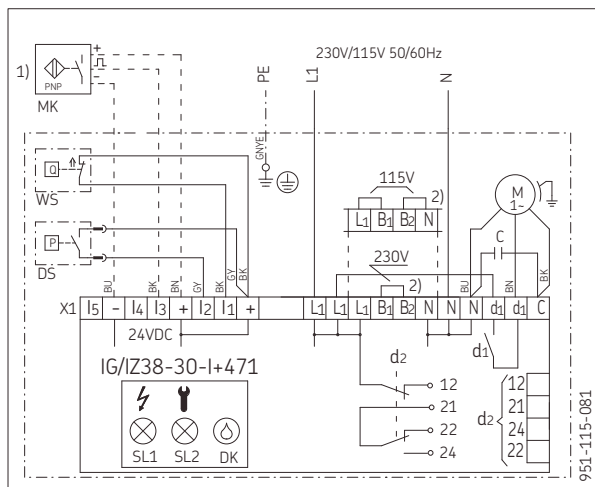 230V/115V 50/60Hz
1)
+
PNP
−
MK
PE
L1
N
GNYE
Q
WS
P
DS
115V
2)
L1 B1 B2 N
M
1~
C
230V
2)
BU BK BN GY BK GY BK BU BN BK
X1 I5 − I4 I3 + I2 I1 + L1 L1 L1 B1 B2 N N N d1 d1 C
24VDC
d1
IG/IZ38-30-I+471
d2
12
21
22
24
d2
12
21
24
22
SL1 SL2 DK
951-115-081